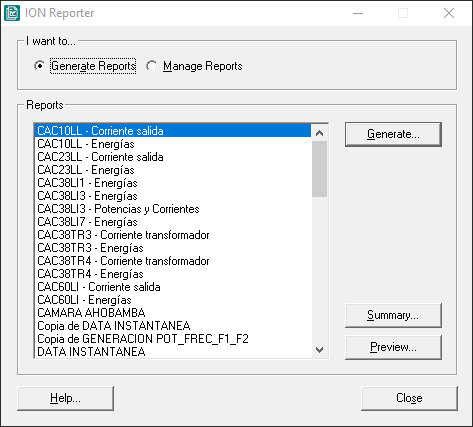 ION Reporter
I want to...
Generate Reports
Manage Reports
Reports
CAC10LL - Corriente salida
CAC10LL - Energías
CAC23LL - Corriente salida
CAC23LL - Energías
CAC38LI1 - Energías
CAC38LI3 - Energías
CAC38LI3 - Potencias y Corrientes
CAC38LI7 - Energías
CAC38TR3 - Corriente transformador
CAC38TR3 - Energías
CAC38TR4 - Corriente transformador
CAC38TR4 - Energías
CAC60LI - Corriente salida
CAC60LI - Energías
CAMARA AHOBAMBA
Copia de DATA INSTANTANEA
Copia de GENERACION POT_FREC_F1_F2
DATA INSTANTANEA
Generate...
Summary...
Preview...
Help...
Close